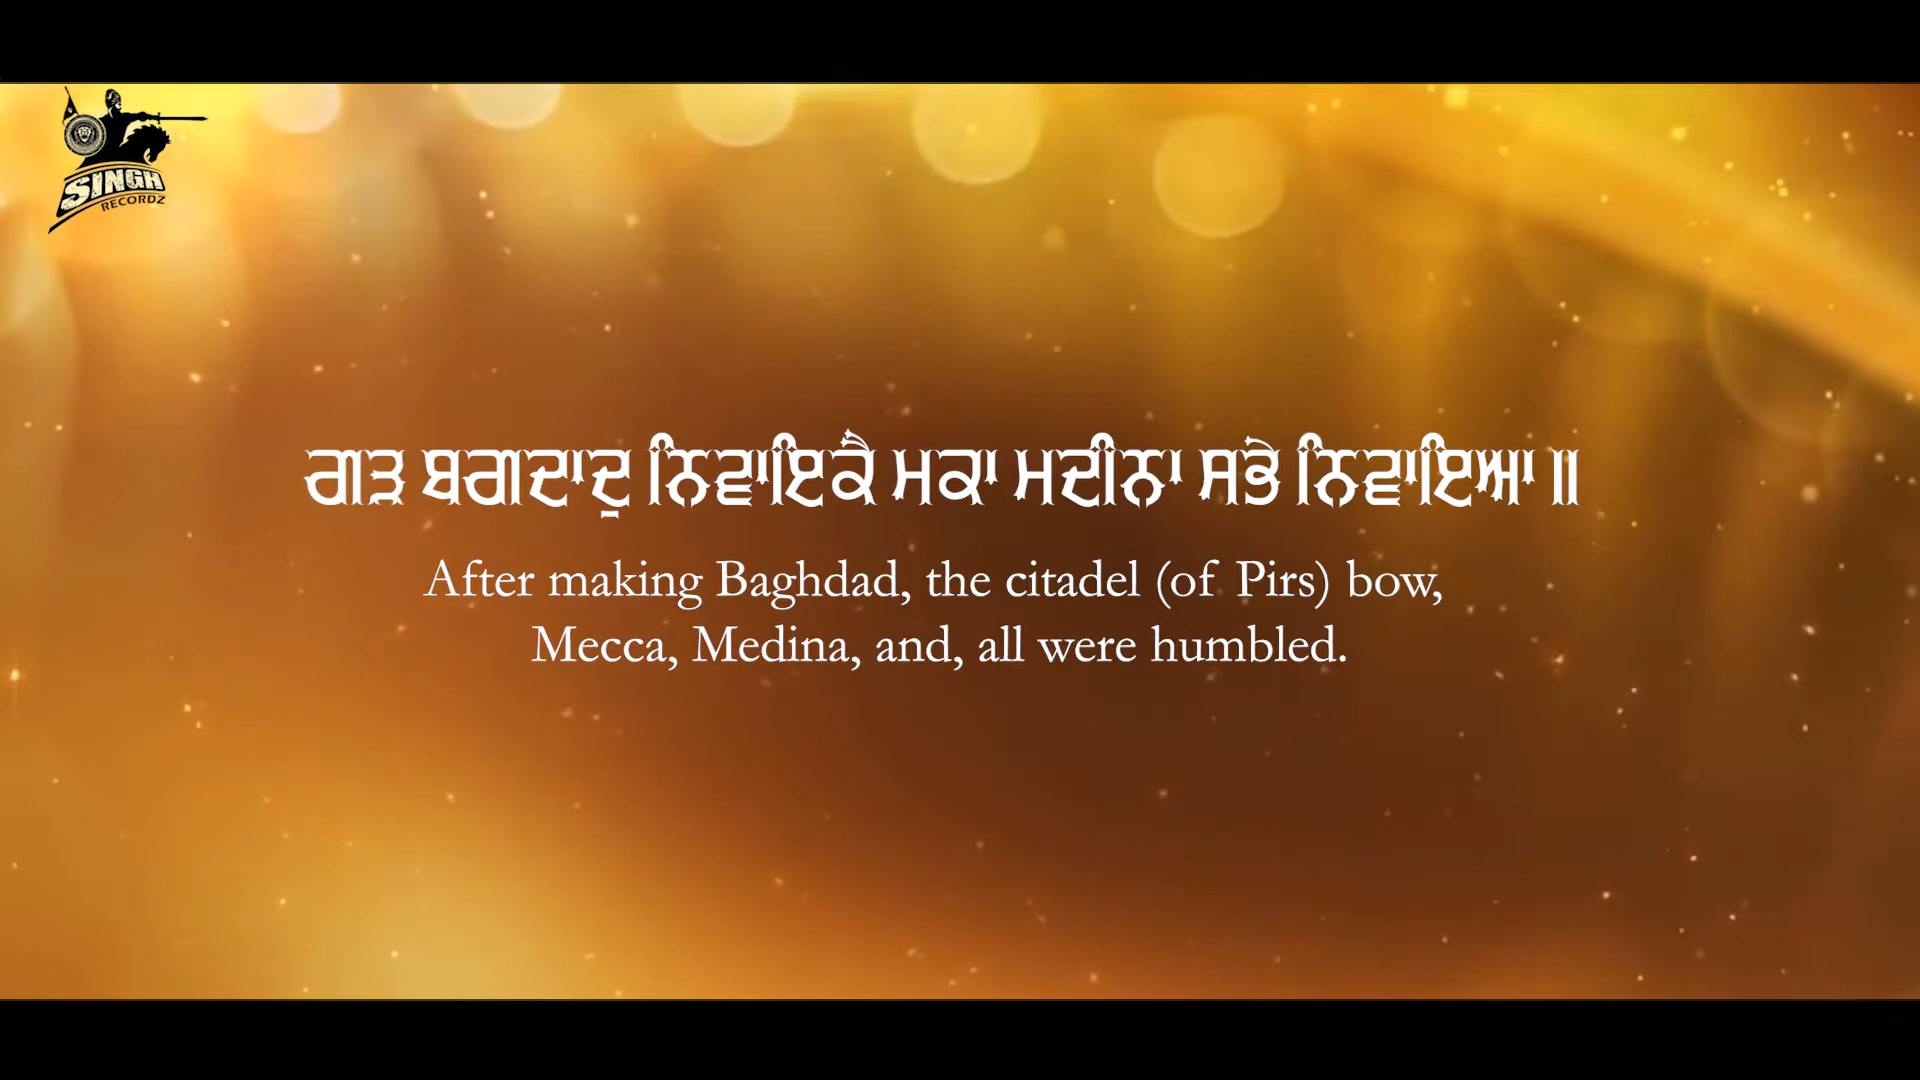 SINGH
RECORDZ
ਗੜ ਬਗਦਾਦੁ ਨਿਵਾਇਕੈ ਮਕਾ ਮਦੀਨਾ ਸਭੇ ਨਿਵਾਇਆ ॥
After making Baghdad, the citadel (of Pirs) bow,
Mecca, Medina, and, all were humbled.